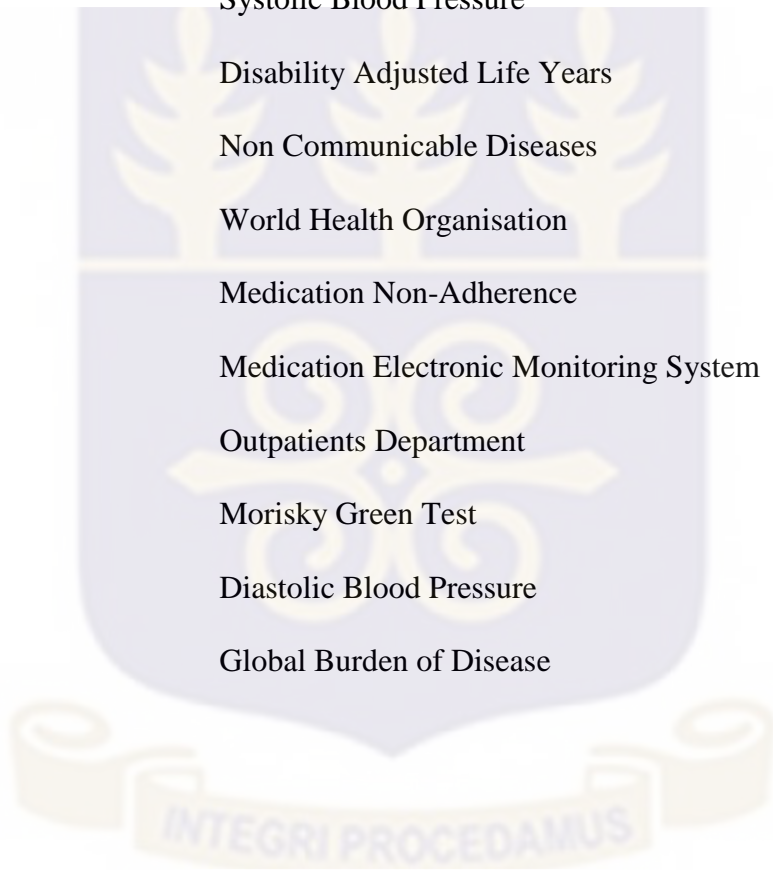 Systolic Blood Pressure
Disability Adjusted Life Years
Non Communicable Diseases
World Health Organisation
Medication Non-Adherence
Medication Electronic Monitoring System
Outpatients Department
Morisky Green Test
Diastolic Blood Pressure
Global Burden of Disease
INTEGRI PROCEDAMUS